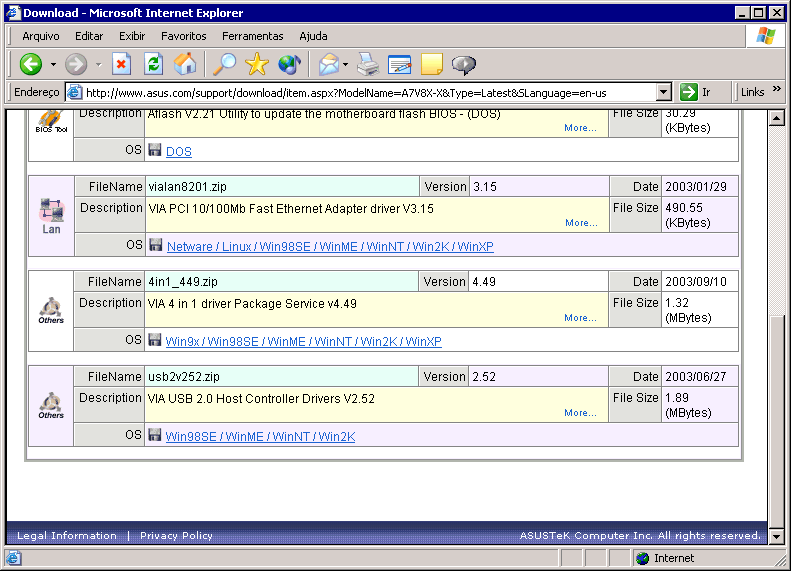 Download - Microsoft Internet Explorer
Arquivo Editar Exibir Favoritos Ferramentas Ajuda
Endereço http://www.asus.com/support/download/item.aspx?ModelName=A7V8X-X&Type=Latest&SLanguage=en-us Ir Links »
BIOS Tool Description Aflash V2.21 Utility to update the motherboard flash BIOS - (DOS) File Size 30.29
More... (KBytes)
OS DOS
FileName vialan8201.zip Version 3.15 Date 2003/01/29
Description VIA PCI 10/100Mb Fast Ethernet Adapter driver V3.15 File Size 490.55
More... (KBytes)
Lan
OS Netware / Linux / Win98SE / WinME / WinNT / Win2K / WinXP
FileName 4in1_449.zip Version 4.49 Date 2003/09/10
Description VIA 4 in 1 driver Package Service v4.49 File Size 1.32
More... (MBytes)
Others
OS Win9x / Win98SE / WinME / WinNT / Win2K / WinXP
FileName usb2v252.zip Version 2.52 Date 2003/06/27
Description VIA USB 2.0 Host Controller Drivers V2.52 File Size 1.89
More... (MBytes)
Others
OS Win98SE / WinME / WinNT / Win2K
Legal Information | Privacy Policy ASUSTeK Computer Inc. All rights reserved.
Internet